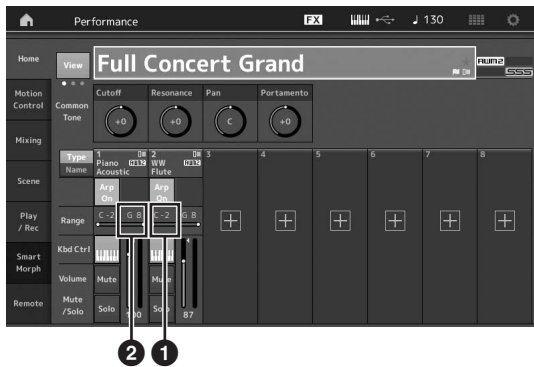 Performance FX 130
Home View Full Concert Grand AWM2
SSS
Motion
Control Common
Tone Cutoff Resonance Pan Portamento
+0 +0 C +0
Mixing
Type
Name 1 2 3 4 5 6 7 8
Piano AWM2 WW AWM2
Acoustic Flute
Scene Arp
On Arp
On
Play
/ Rec Range C -2 G 8 C -2 G 8
Smart
Morph Kbd Ctrl
Volume Mute Mute
Remote Mute
/Solo Solo 100 Solo 87
2 1